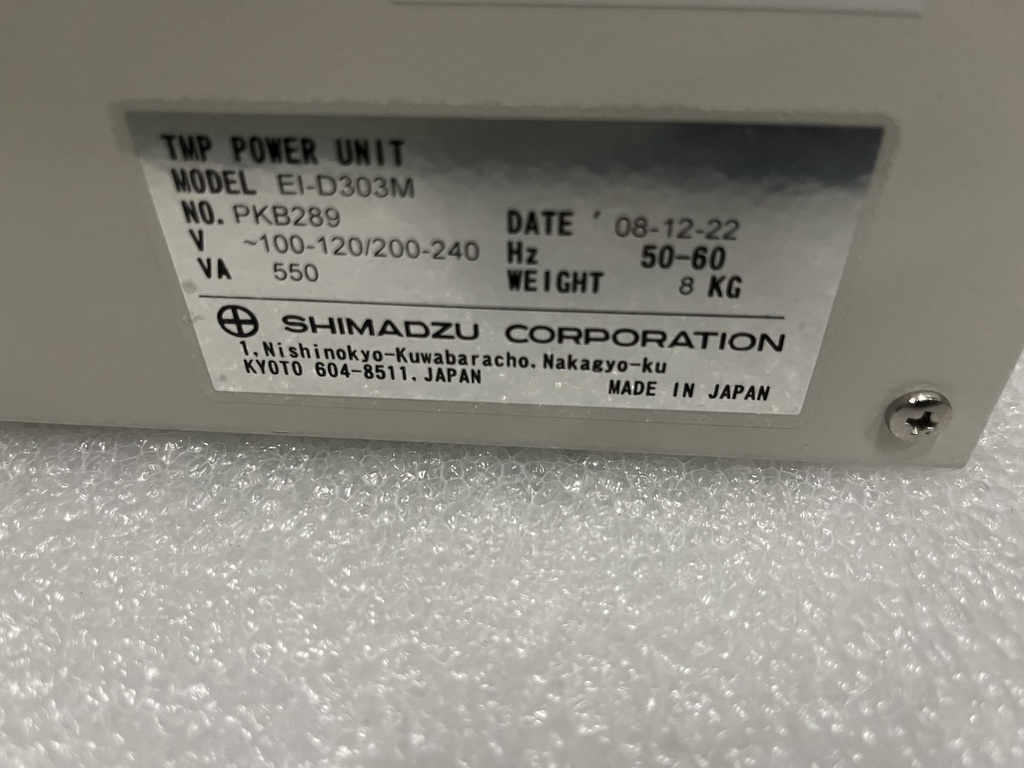 TMP POWER UNIT
MODEL EI-D303M
NO. PKB289
DATE ' 08-12-22
V ~100-120/200-240
Hz 50-60
VA 550
WEIGHT 8 KG
SHIMADZU CORPORATION
1, Nishinokyo-Kuwabaracho, Nakagyo-ku
KYOTO 604-8511, JAPAN
MADE IN JAPAN